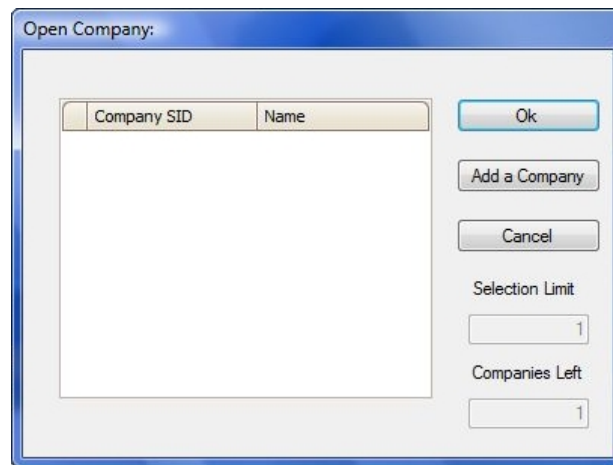 Open Company:
Company SID Name
Ok
Add a Company
Cancel
Selection Limit
1
Companies Left
1